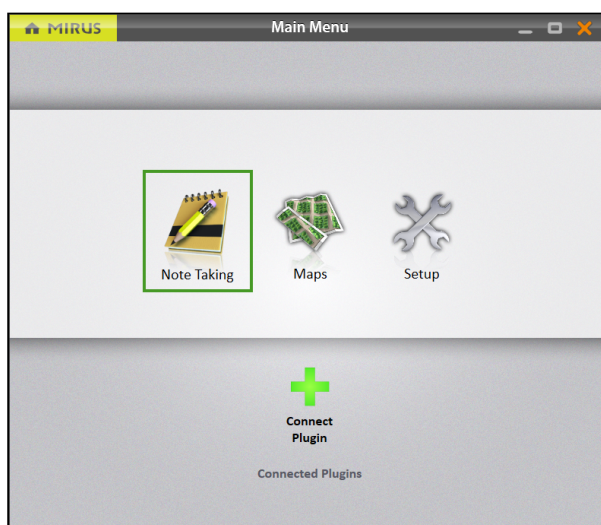 MIRUS
Main Menu
Note Taking
Maps
Setup
Connect
Plugin
Connected Plugins